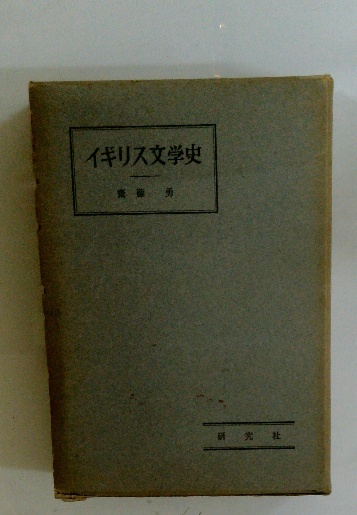 イギリス文学史
齋藤 勇
研究社